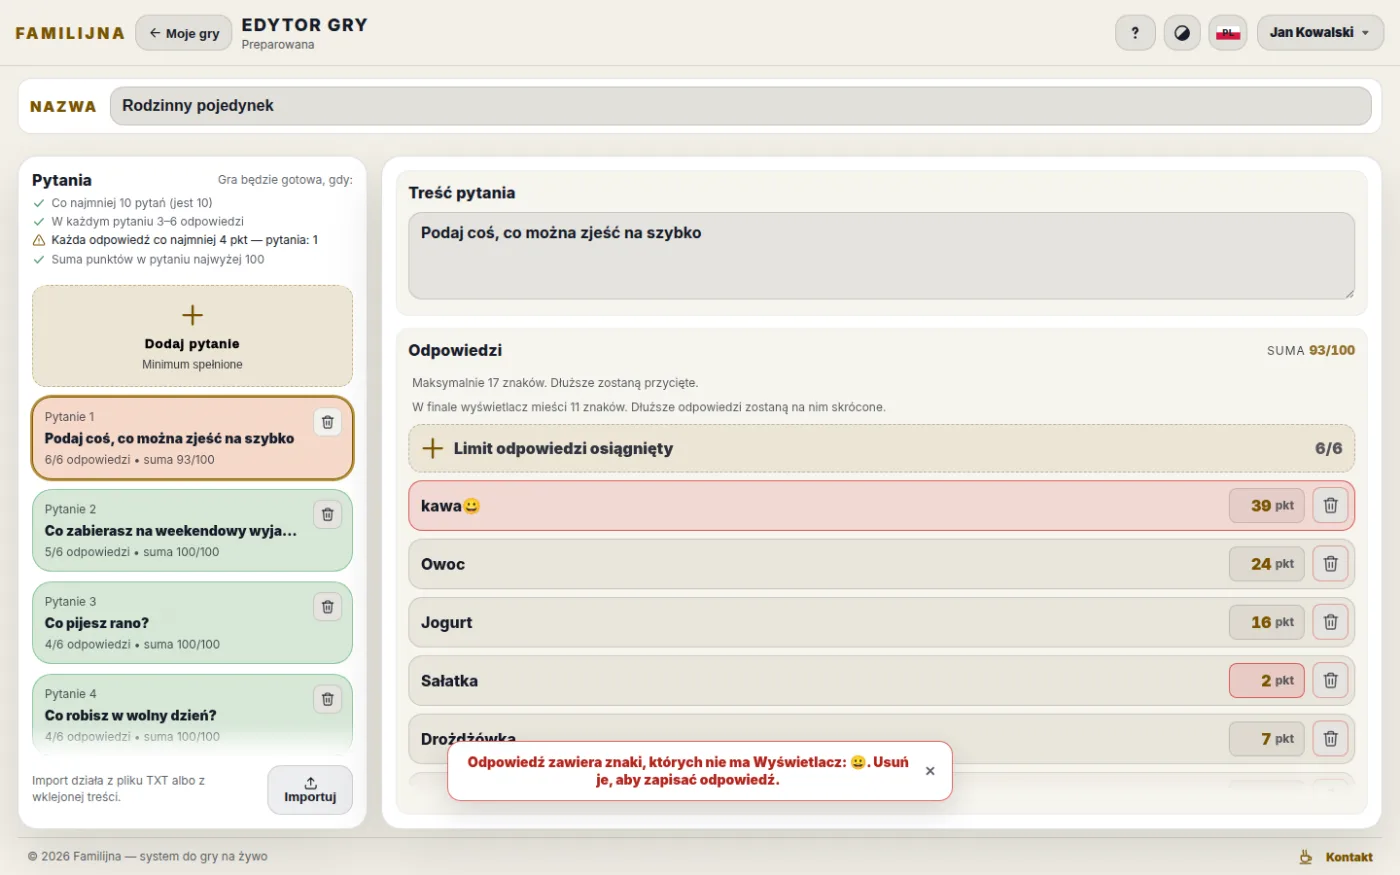 FAMILIJNA
← Moje gry
EDYTOR GRY
Preparowana
?
PL
Jan Kowalski
NAZWA
Rodzinny pojedynek
Pytania
Gra będzie gotowa, gdy:
Co najmniej 10 pytań (jest 10)
W każdym pytaniu 3–6 odpowiedzi
Każda odpowiedź co najmniej 4 pkt — pytania: 1
Suma punktów w pytaniu najwyżej 100
Dodaj pytanie
Minimum spełnione
Pytanie 1
Podaj coś, co można zjeść na szybko
6/6 odpowiedzi • suma 93/100
Pytanie 2
Co zabierasz na weekendowy wyja...
5/6 odpowiedzi • suma 100/100
Pytanie 3
Co pijesz rano?
4/6 odpowiedzi • suma 100/100
Pytanie 4
Co robisz w wolny dzień?
4/6 odpowiedzi • suma 100/100
Import działa z pliku TXT albo z
wklejonej treści.
Importuj
Treść pytania
Podaj coś, co można zjeść na szybko
Odpowiedzi
SUMA 93/100
Maksymalnie 17 znaków. Dłuższe zostaną przycięte.
W finale wyświetlacz mieści 11 znaków. Dłuższe odpowiedzi zostaną na nim skrócone.
Limit odpowiedzi osiągnięty
6/6
kawa😀
39 pkt
Owoc
24 pkt
Jogurt
16 pkt
Sałatka
2 pkt
Drożdżówka
7 pkt
Odpowiedź zawiera znaki, których nie ma Wyświetlacz: 😀. Usuń
je, aby zapisać odpowiedź.
© 2026 Familijna — system do gry na żywo
Kontakt